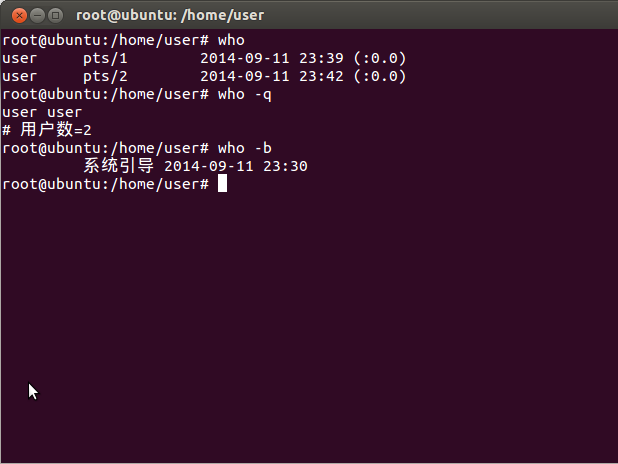 root@ubuntu: /home/user
root@ubuntu:/home/user# who
user     pts/1        2014-09-11 23:39 (:0.0)
user     pts/2        2014-09-11 23:42 (:0.0)
root@ubuntu:/home/user# who -q
user user
# 用户数=2
root@ubuntu:/home/user# who -b
         系统引导 2014-09-11 23:30
root@ubuntu:/home/user#